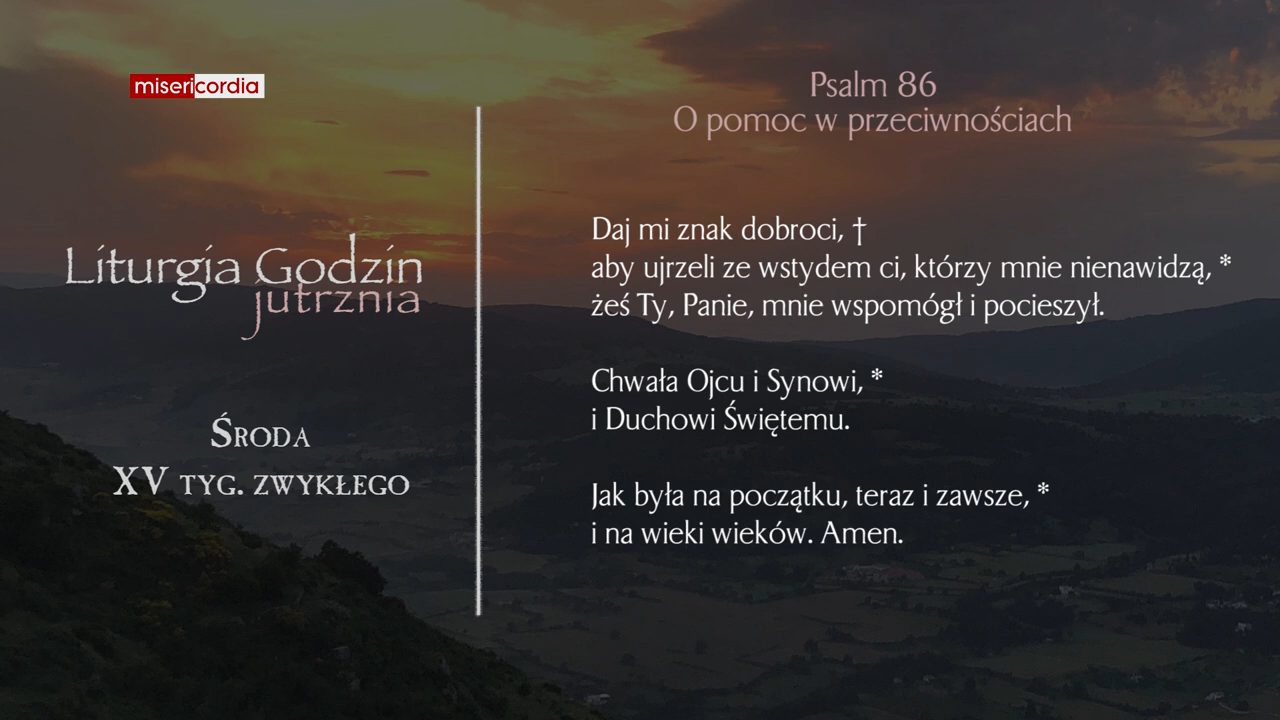 misericordia
Liturgia Godzin
jutrznia
Środa
XV tyg. zwykłego
Psalm 86
O pomoc w przeciwnościach
Daj mi znak dobroci, †
aby ujrzeli ze wstydem ci, którzy mnie nienawidzą, *
żeś Ty, Panie, mnie wspomógł i pocieszył.
Chwała Ojcu i Synowi, *
i Duchowi Świętemu.
Jak była na początku, teraz i zawsze, *
i na wieki wieków. Amen.